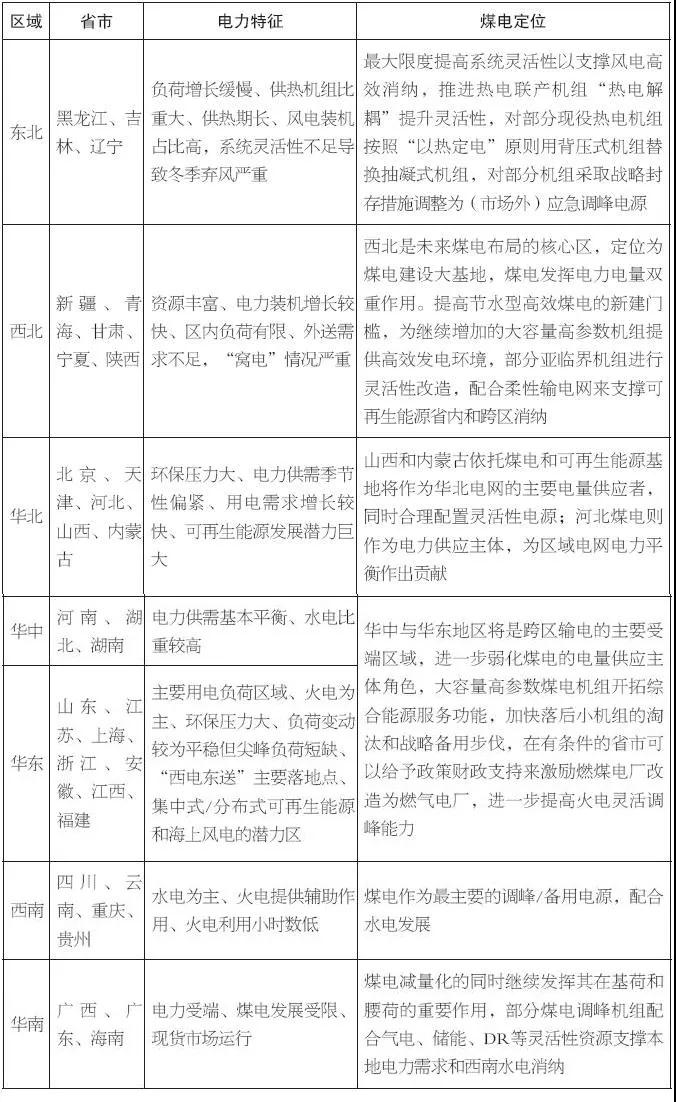 区域
省市
电力特征
煤电定位
东北
黑龙江、吉
林、辽宁
负荷增长缓慢、供热机组比
重大、供热期长、风电装机
占比高，系统灵活性不足导
致冬季弃风严重
最大限度提高系统灵活性以支撑风电高
效消纳，推进热电联产机组“热电解
耦”提升灵活性，对部分现役热电机组
按照“以热定电”原则用背压式机组替
换抽凝式机组，对部分机组采取战略封
存措施调整为（市场外）应急调峰电源
西北
新疆、青
海、甘肃、
宁夏、陕西
资源丰富、电力装机增长较
快、区内负荷有限、外送需
求不足，“窝电”情况严重
西北是未来煤电布局的核心区，定位为
煤电建设大基地，煤电发挥电力电量双
重作用。提高节水型高效煤电的新建门
槛，为继续增加的大容量高参数机组提
供高效发电环境，部分亚临界机组进行
灵活性改造，配合柔性输电网来支撑可
再生能源省内和跨区消纳
华北
北京、天
津、河北、
山西、内蒙
古
环保压力大、电力供需季节
性偏紧、用电需求增长较
快、可再生能源发展潜力巨
大
山西和内蒙古依托煤电和可再生能源基
地将作为华北电网的主要电量供应者，
同时合理配置灵活性电源；河北煤电则
作为电力供应主体，为区域电网电力平
衡作出贡献
华中
河南、湖
北、湖南
电力供需基本平衡、水电比
重较高
华中与华东地区将是跨区输电的主要受
端区域，进一步弱化煤电的电量供应主
体角色，大容量高参数煤电机组开拓综
合能源服务功能，加快落后小机组的淘
汰和战略备用步伐，在有条件的省市可
以给予政策财政支持来激励燃煤电厂改
造为燃气电厂，进一步提高火电灵活调
峰能力
华东
山东、江
苏、上海、
浙江、安
徽、江西、
福建
主要用电负荷区域、火电为
主、环保压力大、负荷变动
较为平稳但尖峰负荷短缺、
“西电东送”主要落地点、
集中式/分布式可再生能源
和海上风电的潜力区
西南
四川、云
南、重庆、
贵州
水电为主、火电提供辅助作
用、火电利用小时数低
煤电作为最主要的调峰/备用电源，配合
水电发展
华南
广西、广
东、海南
电力受端、煤电发展受限、
现货市场运行
煤电减量化的同时继续发挥其在基荷和
腰荷的重要作用，部分煤电调峰机组配
合气电、储能、DR等灵活性资源支撑本
地电力需求和西南水电消纳